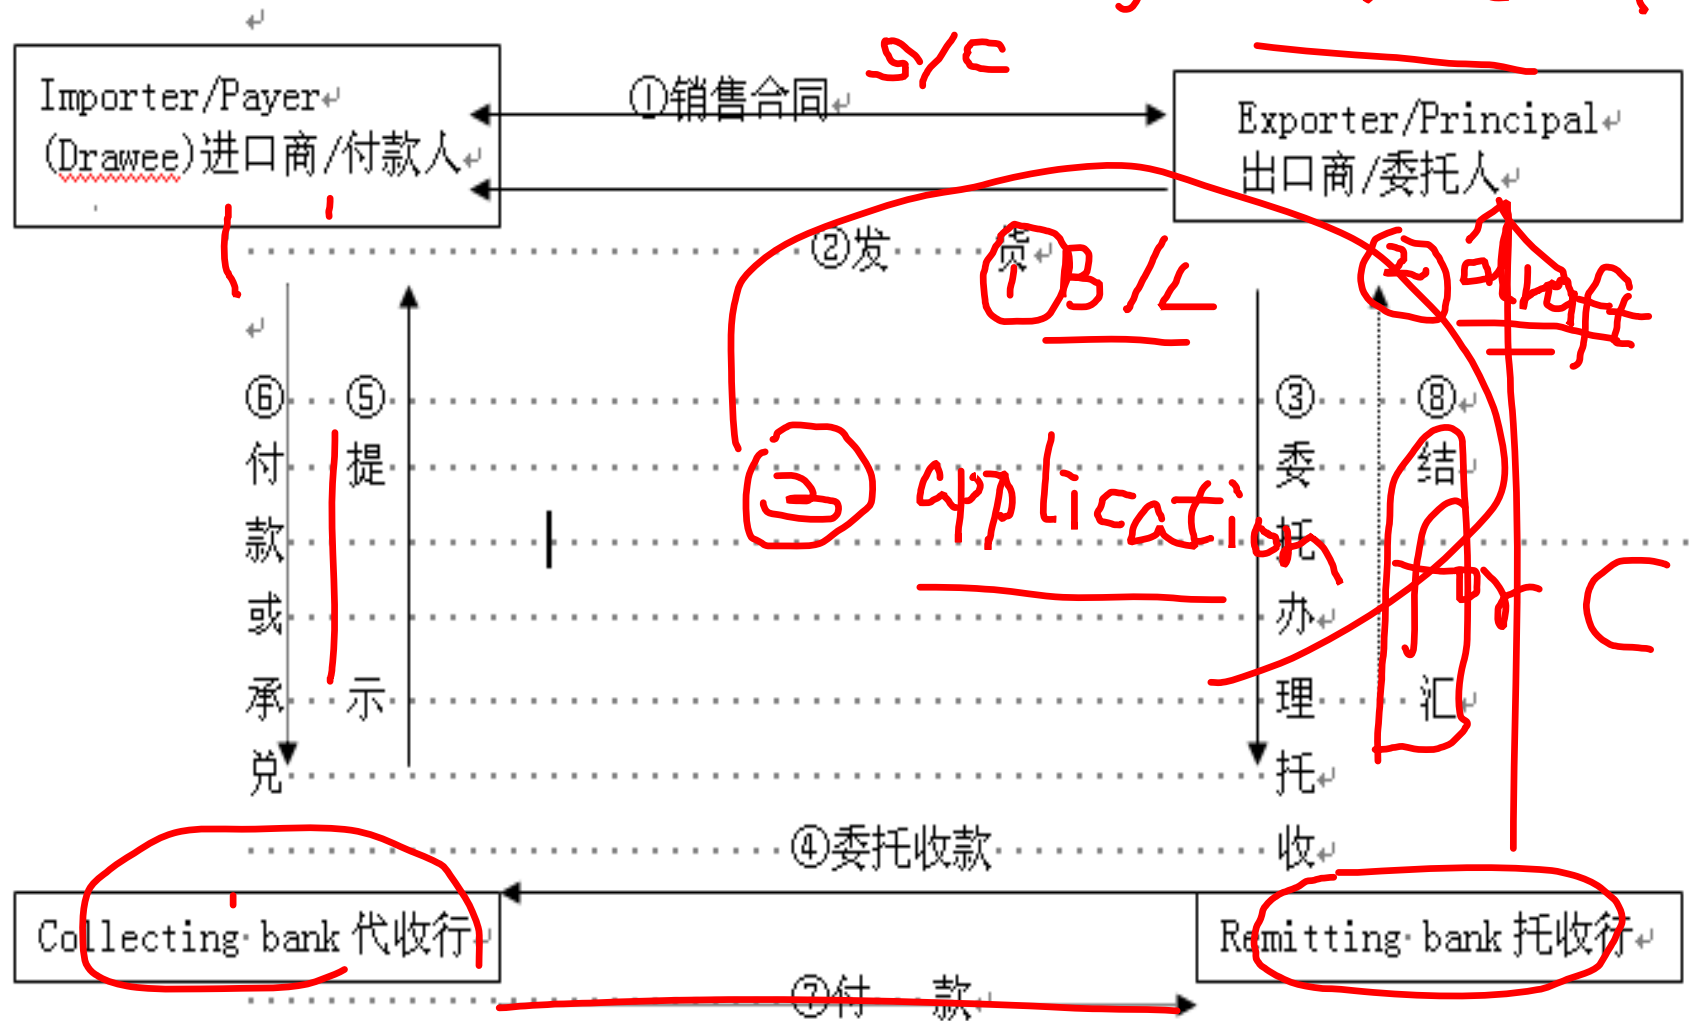 S/C
Importer/Payer
(Drawee)进口商/付款人
①销售合同
Exporter/Principal
出口商/委托人
②发 货
① B/L
② draft
⑥付款或承兑
⑤提示
③委托办理托收
⑧结汇
③ application
C
④委托收款
Collecting bank 代收行
Remitting bank 托收行
⑦付 款